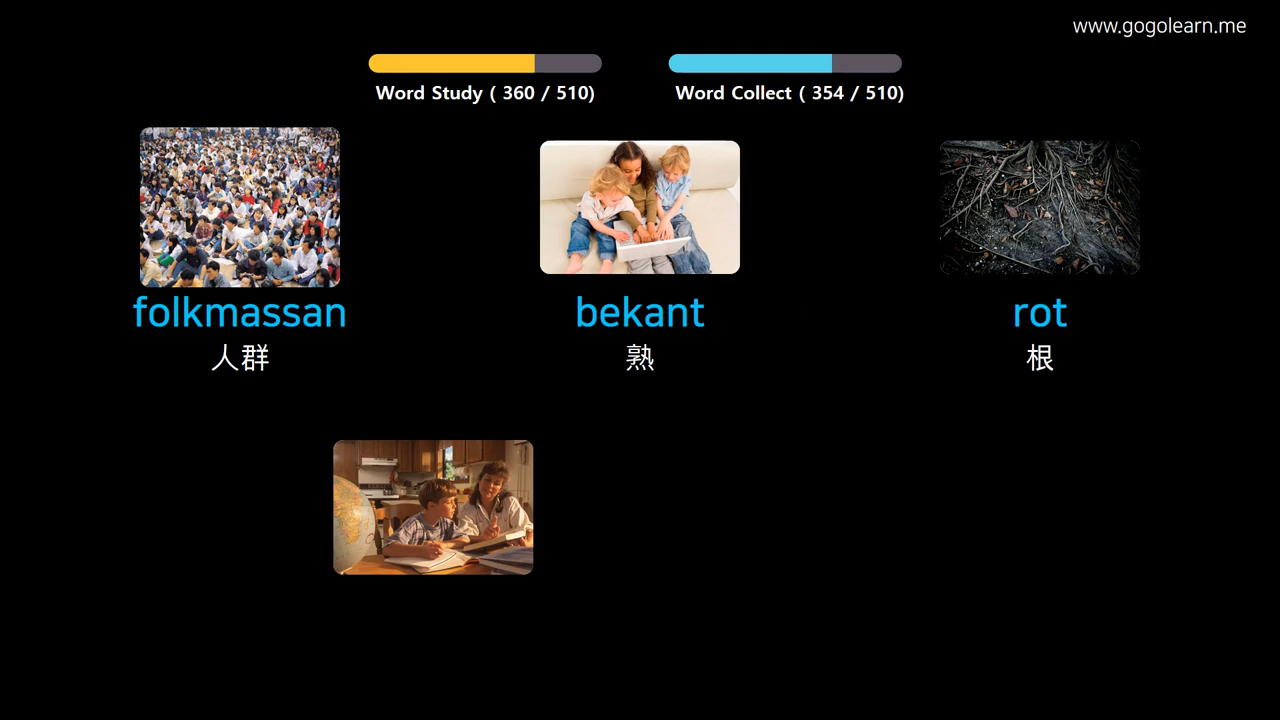 www.gogolearn.me
Word Study ( 360 / 510)
Word Collect ( 354 / 510)
folkmassan
bekant
rot
人群
熟
根